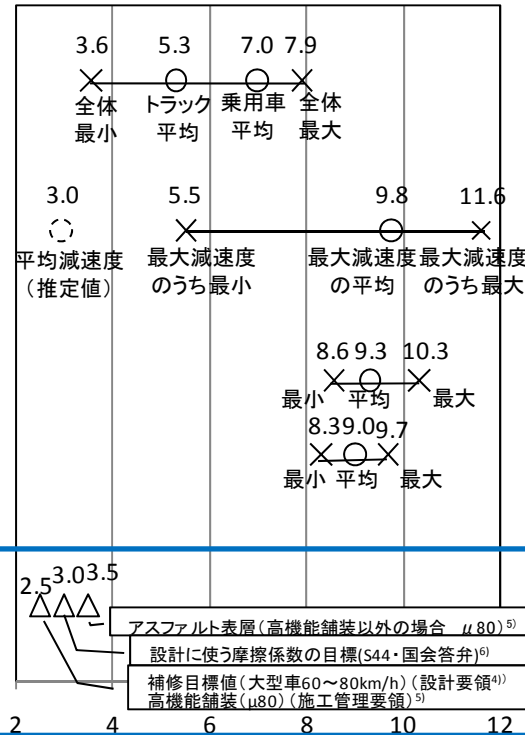 3.6 5.3 7.0 7.9
全体 トラック 乗用車 全体
最小 平均 平均 最大
3.0 5.5 9.8 11.6
平均減速度 最大減速度 最大減速度 最大減速度
（推定値） のうち最小 の平均 のうち最大
8.6 9.3 10.3
最小 平均 最大
8.3 9.0 9.7
最小 平均 最大
2.5 3.0 3.5
アスファルト表層（高機能舗装以外の場合 μ80）5)
設計に使う摩擦係数の目標(S44・国会答弁)6)
補修目標値（大型車60～80km/h）（設計要領4)）
高機能舗装（μ80）（施工管理要領）5)
2 4 6 8 10 12